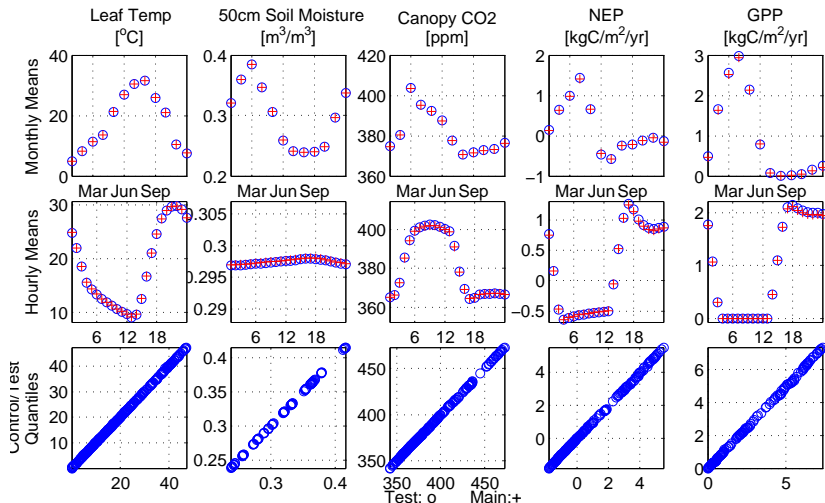 Leaf Temp 50cm Soil Moisture Canopy CO2 NEP GPP
[°C] [m³/m³] [ppm] [kgC/m²/yr] [kgC/m²/yr]
Monthly Means
40 0.4 420 2 3
20 0.3 400 1 2
0 0.2 380 0 1
360 −1 0
Mar Jun Sep Mar Jun Sep Mar Jun Sep Mar Jun Sep Mar Jun Sep
Hourly Means
30 0.305 400 1 2
20 0.3 380 0.5 1
10 0.295 360 0 0
0.29 −0.5
6 12 18 6 12 18 6 12 18 6 12 18 6 12 18
Control/Test
Quantiles
40 0.4 450 4 6
30 0.35 400 2 4
20 0.3 350 0 2
10 0.25 0
20 40 0.3 0.4 350 400 450 0 2 4 0 2 4 6
Test: o Main:+